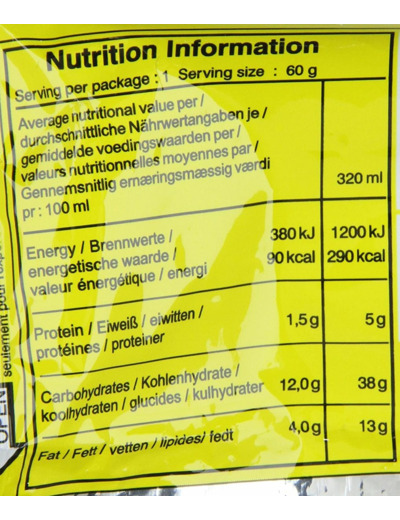 Nutrition Information
Serving per package : 1 Serving size : 60 g
Average nutritional value per /
durchschnittliche Nährwertangaben je /
gemiddelde voedingswaarden per /
valeurs nutritionnelles moyennes par /
Gennemsnitlig ernæringsmæssig værdi
pr : 100 ml
320 ml
Energy / Brennwerte / 380 kJ 1200 kJ
energetische waarde / 90 kcal 290 kcal
valeur énergétique / energi
Protein / Eiweiß / eiwitten / 1,5 g 5 g
protéines / proteiner
Carbohydrates / Kohlenhydrate / 12,0g 38 g
koolhydraten / glucides / kulhydrater
Fat / Fett / vetten / lipides/ fedt 4,0g 13 g
seulement pour
OPEN